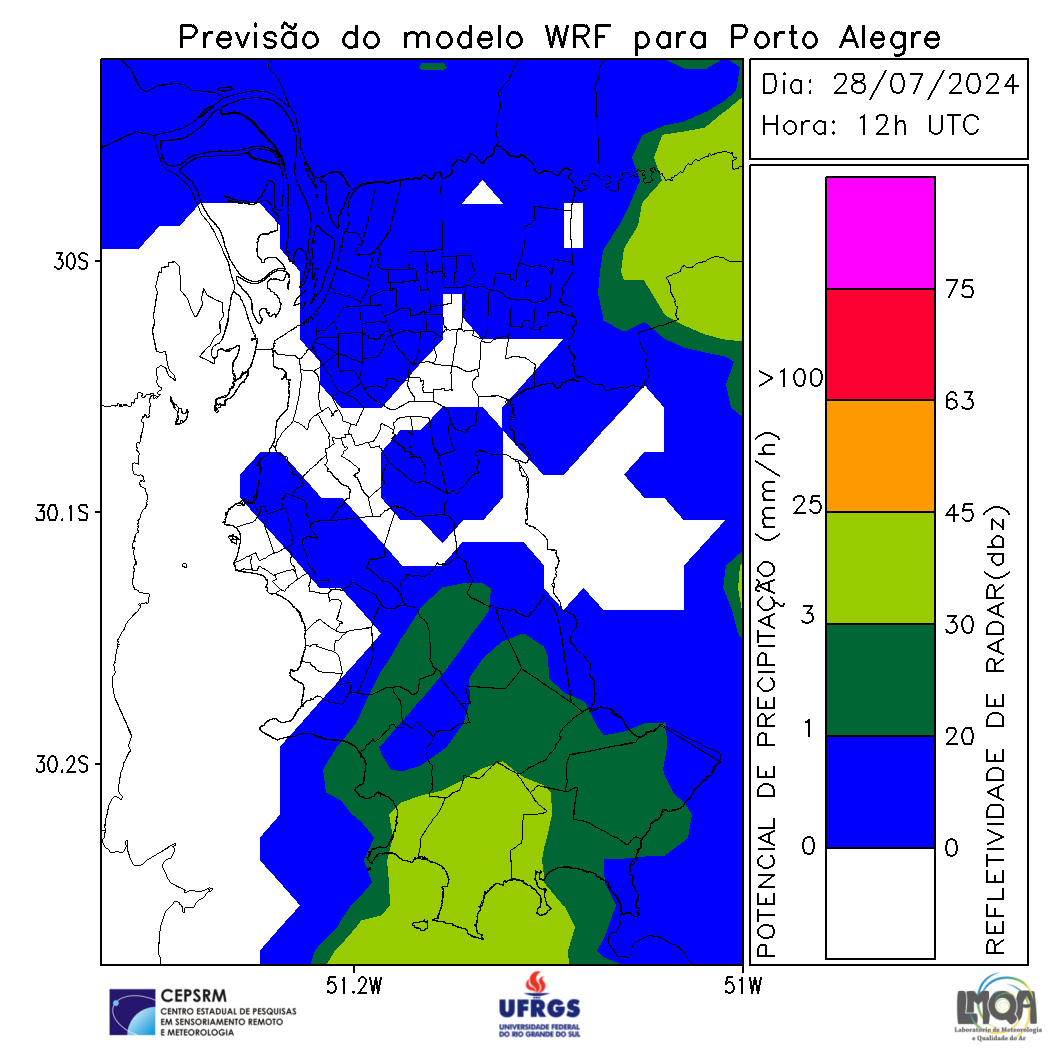 Previsão do modelo WRF para Porto Alegre
Dia: 28/07/2024
Hora: 12h UTC
30S
30.1S
30.2S
51.2W
51W
POTENCIAL DE PRECIPITAÇÃO (mm/h)
>100
25
3
1
0
75
63
45
30
20
0
REFLETIVIDADE DE RADAR(dbz)
CEPSRM
CENTRO ESTADUAL DE PESQUISAS
EM SENSORIAMENTO REMOTO
E METEOROLOGIA
UFRGS
UNIVERSIDADE FEDERAL
DO RIO GRANDE DO SUL
LMQA
Laboratório de Meteorologia
e Qualidade do Ar